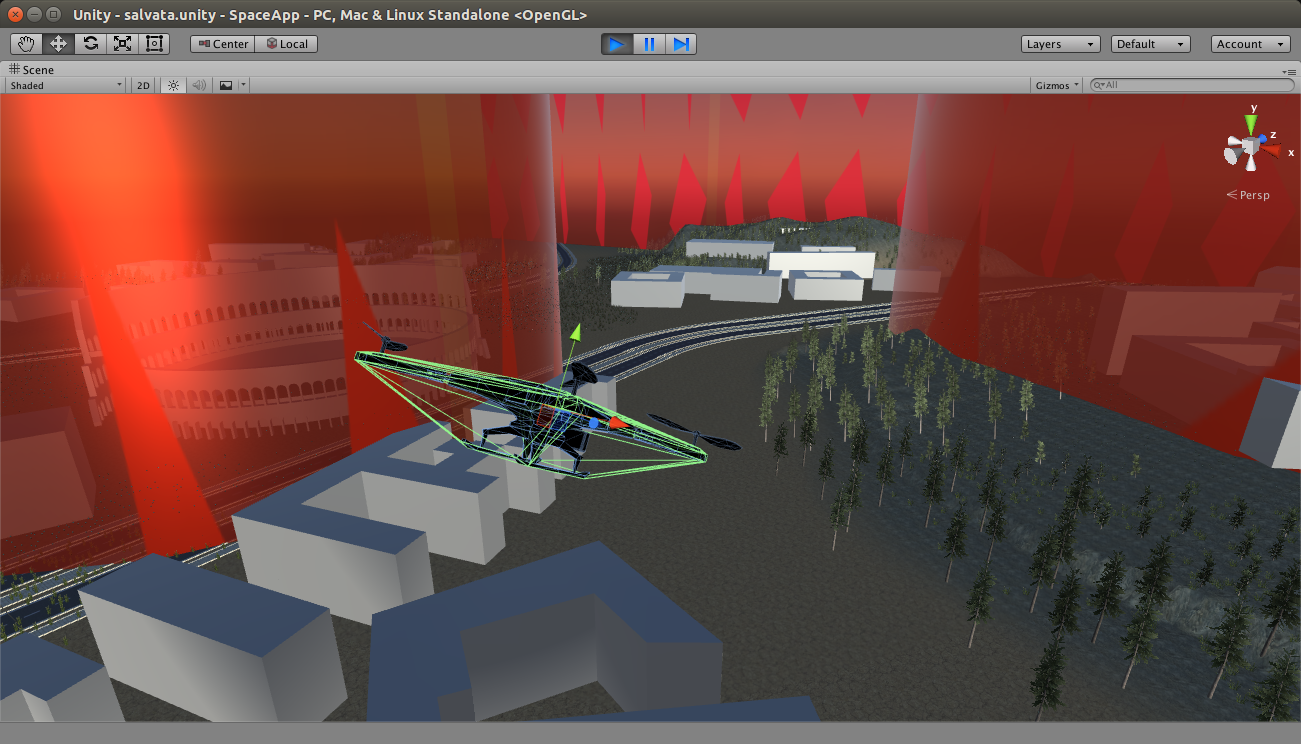 Unity - salvata.unity - SpaceApp - PC, Mac & Linux Standalone <OpenGL>
Center Local Layers Default Account
Scene
Shaded 2D Gizmos All
y
z
x
Persp